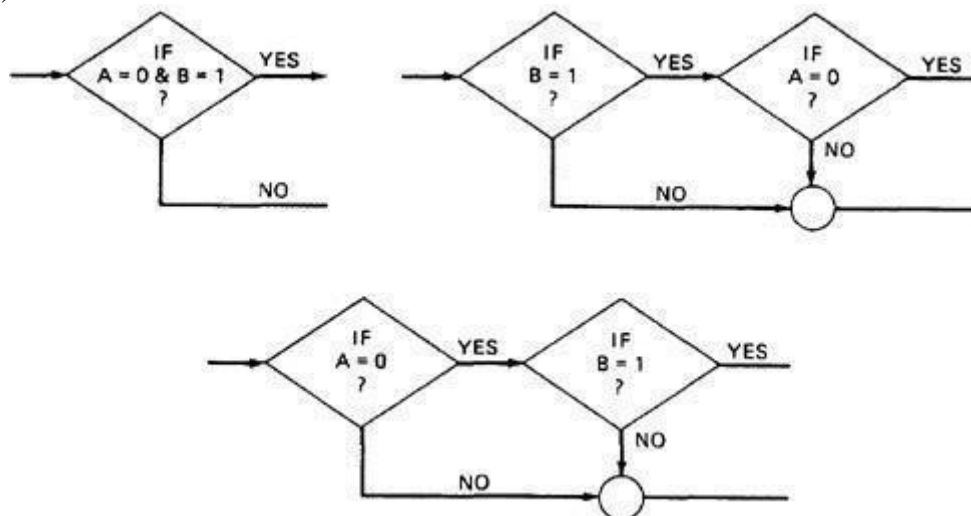 IF
A = 0 & B = 1
?
YES
NO
IF
B = 1
?
YES
IF
A = 0
?
YES
NO
NO
IF
A = 0
?
YES
IF
B = 1
?
YES
NO
NO